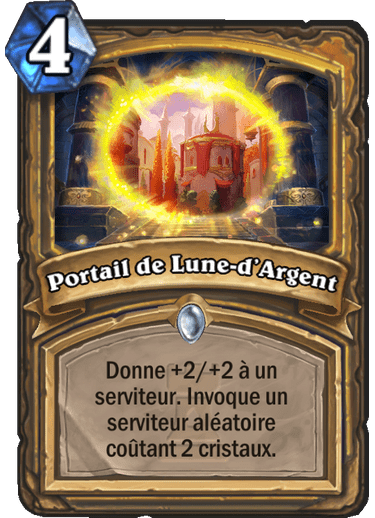 4
Portail de Lune-d'Argent
Donne +2/+2 à un
serviteur. Invoque un
serviteur aléatoire
coûtant 2 cristaux.